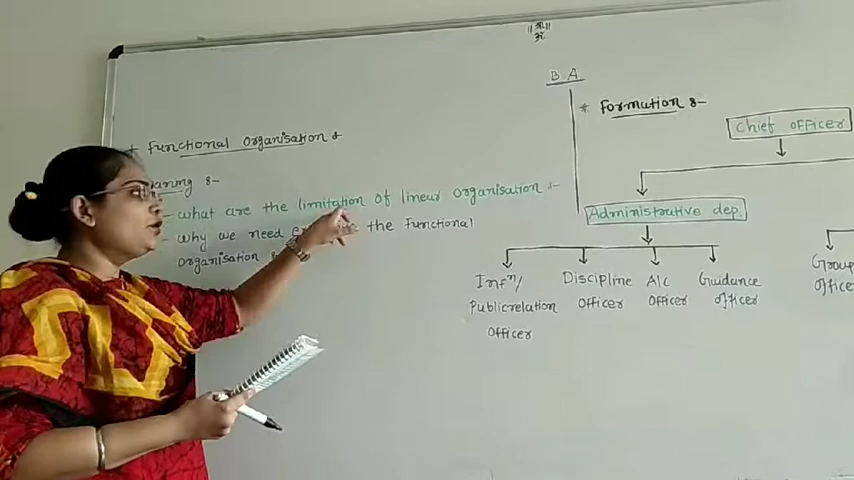 ॥ श्री ॥
ॐ
BA
* Functional Organisation :-
:-
- what are the limitation of linear organisation :-
- why we need the Functional
organisation :-
* Formation :-
Chief officer
Administrative dep.
Infⁿ/
Publicrelation
officer
Discipline
officer
A/c
officer
Guidance
officer
Group
officer